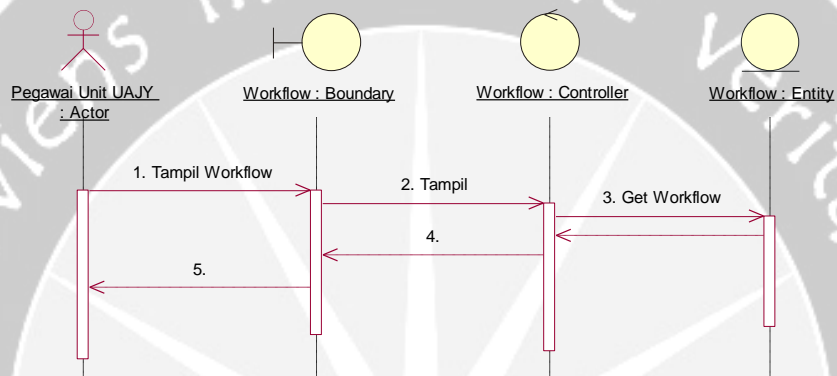 Pegawai Unit UAJY
: Actor
Workflow : Boundary
Workflow : Controller
Workflow : Entity
1. Tampil Workflow
2. Tampil
3. Get Workflow
4.
5.